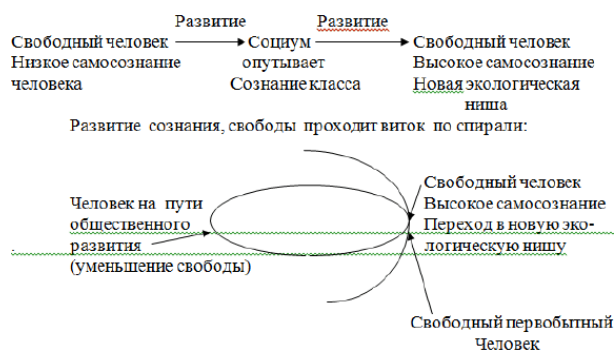 Развитие Развитие
Свободный человек Социум Свободный человек
Низкое самосознание опутывает Высокое самосознание
человека Сознание класса Новая экологическая
ниша
Развитие сознания, свободы проходит виток по спирали:
Свободный человек
Человек на пути Высокое самосознание
общественного Переход в новую эко-
. развития логическую нишу
(уменьшение свободы)
Свободный первобытный
Человек